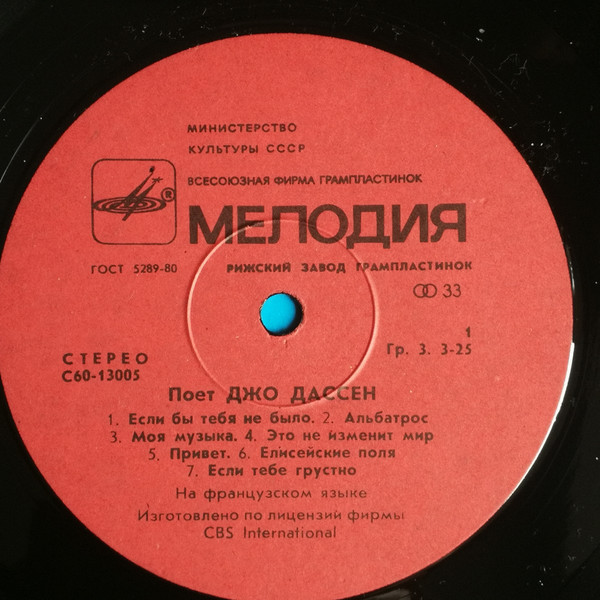 МИНИСТЕРСТВО
КУЛЬТУРЫ СССР
ВСЕСОЮЗНАЯ ФИРМА ГРАМПЛАСТИНОК
®
МЕЛОДИЯ
ГОСТ 5289-80 РИЖСКИЙ ЗАВОД ГРАМПЛАСТИНОК
33
1
Гр. 3. 3-25
СТЕРЕО
С60-13005
Поет ДЖО ДАССЕН
1. Если бы тебя не было. 2. Альбатрос
3. Моя музыка. 4. Это не изменит мир
5. Привет. 6. Елисейские поля
7. Если тебе грустно
На французском языке
Изготовлено по лицензий фирмы
CBS International